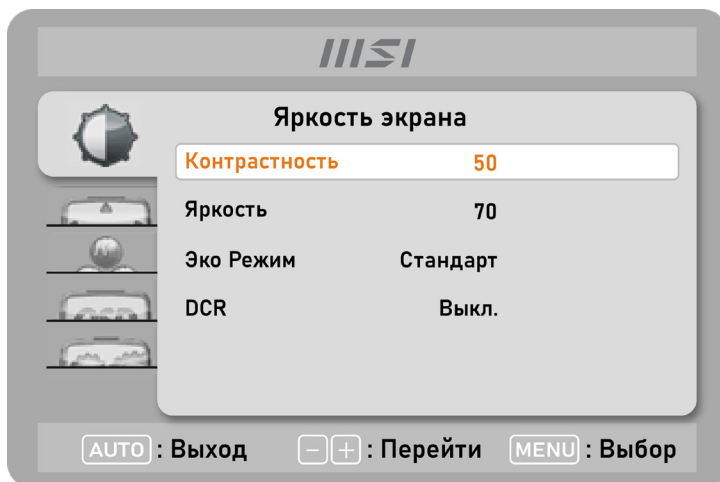 msi
Яркость экрана
Контрастность 50
Яркость 70
Эко Режим Стандарт
DCR Выкл.
AUTO : Выход - + : Перейти MENU : Выбор